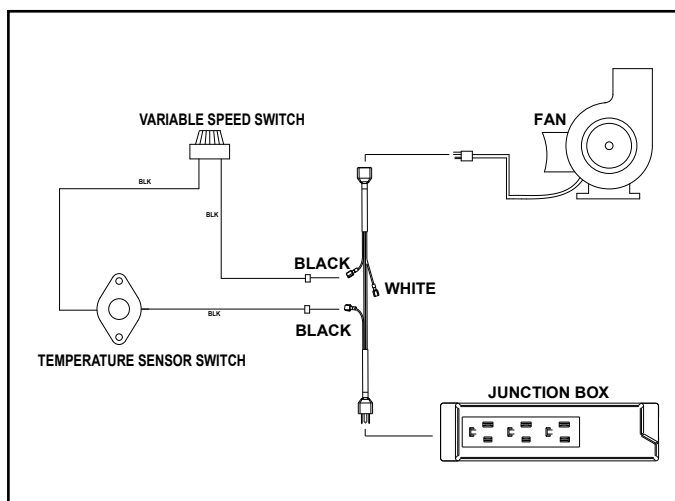 VARIABLE SPEED SWITCH
FAN
BLK
BLK
BLACK
WHITE
BLK
BLACK
TEMPERATURE SENSOR SWITCH
JUNCTION BOX